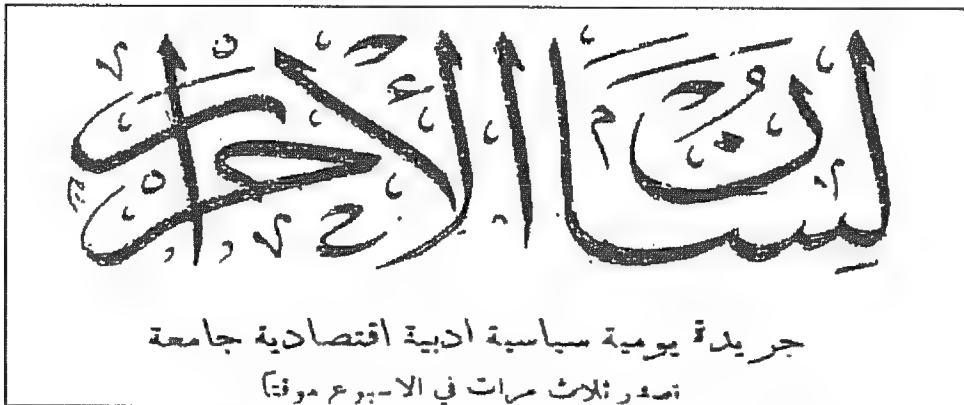 لسان الأحرار
جريدة يومية سياسية ادبية اقتصادية جامعة
تصدر ثلاث مرات في الاسبوع موقتا